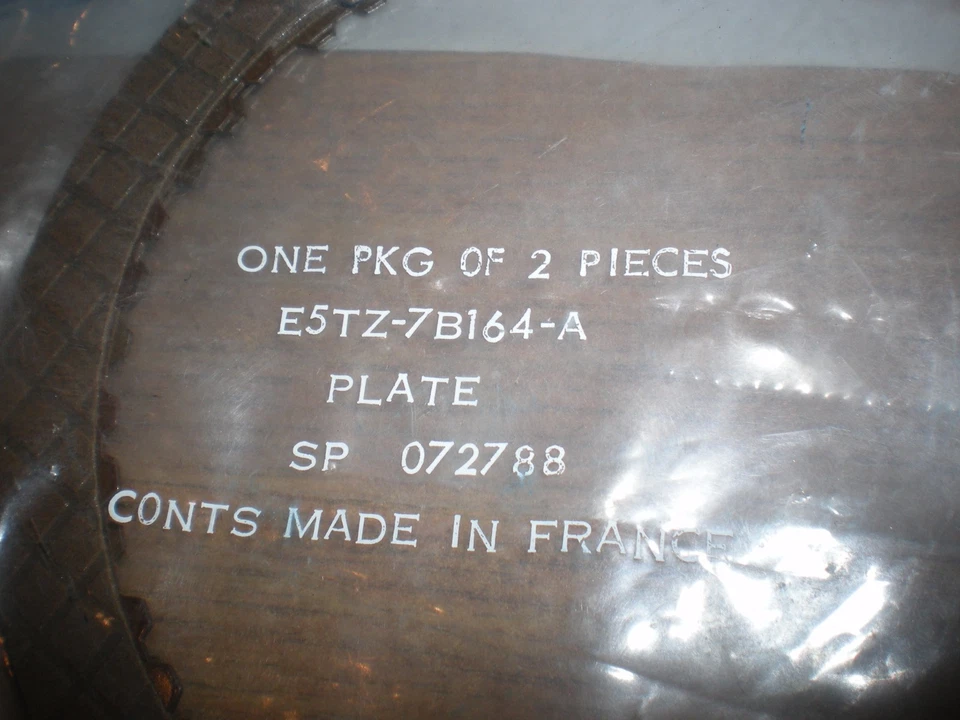 ONE PKG OF 2 PIECES
E5TZ-7B164-A
PLATE
SP 072788
CONTS MADE IN FRANCE